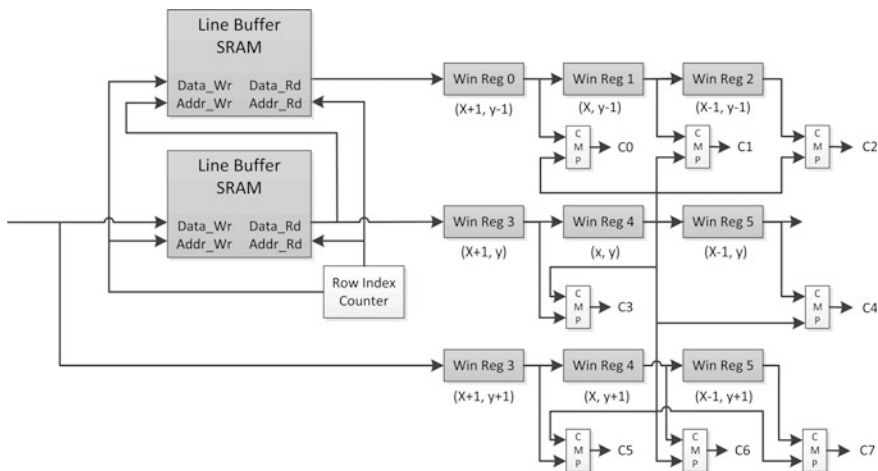 Line Buffer
SRAM
Data_Wr Data_Rd
Addr_Wr Addr_Rd
Win Reg 0
Win Reg 1
Win Reg 2
(X+1, y-1)
(X, y-1)
(X-1, y-1)
C
M
P
C0
C
M
P
C1
C
M
P
C2
Line Buffer
SRAM
Data_Wr Data_Rd
Addr_Wr Addr_Rd
Win Reg 3
Win Reg 4
Win Reg 5
(X+1, y)
(x, y)
(X-1, y)
Row Index
Counter
C
M
P
C3
C
M
P
C4
Win Reg 3
Win Reg 4
Win Reg 5
(X+1, y+1)
(X, y+1)
(X-1, y+1)
C
M
P
C5
C
M
P
C6
C
M
P
C7